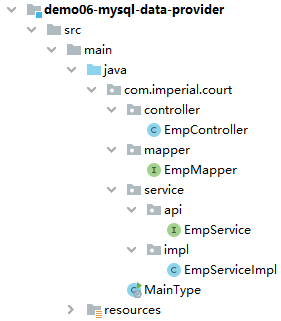 demo06-mysql-data-provider
src
main
java
com.imperial.court
controller
EmpController
mapper
EmpMapper
service
api
EmpService
impl
EmpServiceImpl
MainType
resources